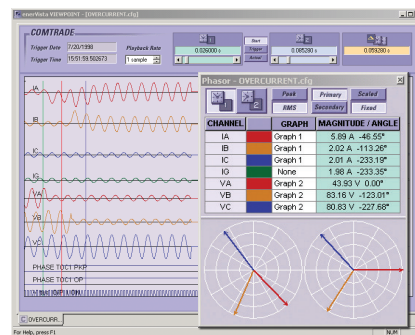 enerVista VIEWPOINT - [OVERCURRENT.cfg]
COMTRADE
Trigger Date 7/20/1998
Trigger Time 15:51:59.502673
Playback Rate
1 sample
0.026000 s
Start
Trigger
0.085280 s
0.059280 s
IA
IB
IC
IG
VA
VB
VC
PHASE TOC1 PKP
PHASE TOC1 OP
Phasor - OVERCURRENT.cfg
1
2
Peak
Primary
Scaled
RMS
Secondary
Fixed
CHANNEL GRAPH MAGNITUDE / ANGLE
IA Graph 1 5.89 A -46.55°
IB Graph 1 2.02 A -113.26°
IC Graph 1 2.01 A -233.19°
IG None 1.98 A -233.35°
VA Graph 2 43.93 V 0.00°
VB Graph 2 83.16 V -123.01°
VC Graph 2 80.83 V -227.68°
OVERCURR...
For Help, press F1
NUM